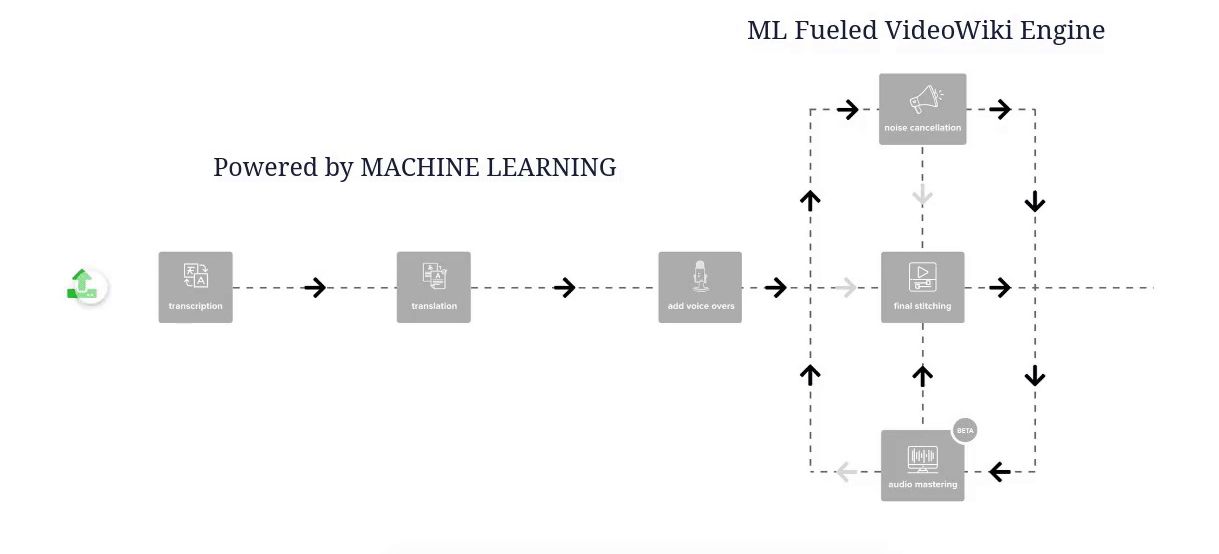 ML Fueled VideoWiki Engine
noise cancellation
Powered by MACHINE LEARNING
transcription
translation
add voice overs
final stitching
BETA
audio mastering